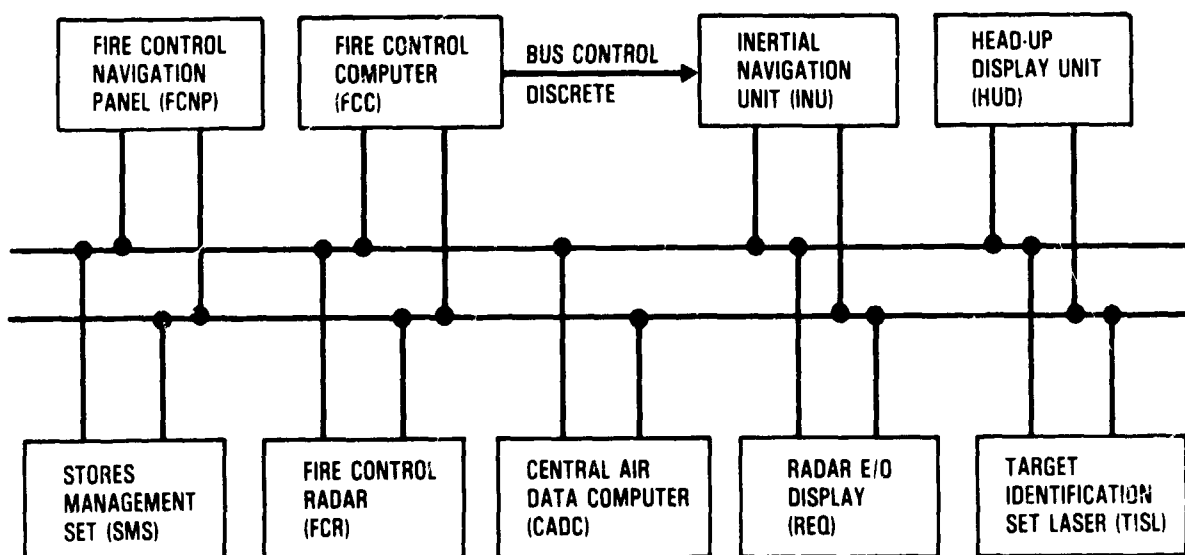 FIRE CONTROL
NAVIGATION
PANEL (FCNP)
FIRE CONTROL
COMPUTER
(FCC)
BUS CONTROL
DISCRETE
INERTIAL
NAVIGATION
UNIT (INU)
HEAD-UP
DISPLAY UNIT
(HUD)
STORES
MANAGEMENT
SET (SMS)
FIRE CONTROL
RADAR
(FCR)
CENTRAL AIR
DATA COMPUTER
(CADC)
RADAR E/O
DISPLAY
(REO)
TARGET
IDENTIFICATION
SET LASER (TISL)